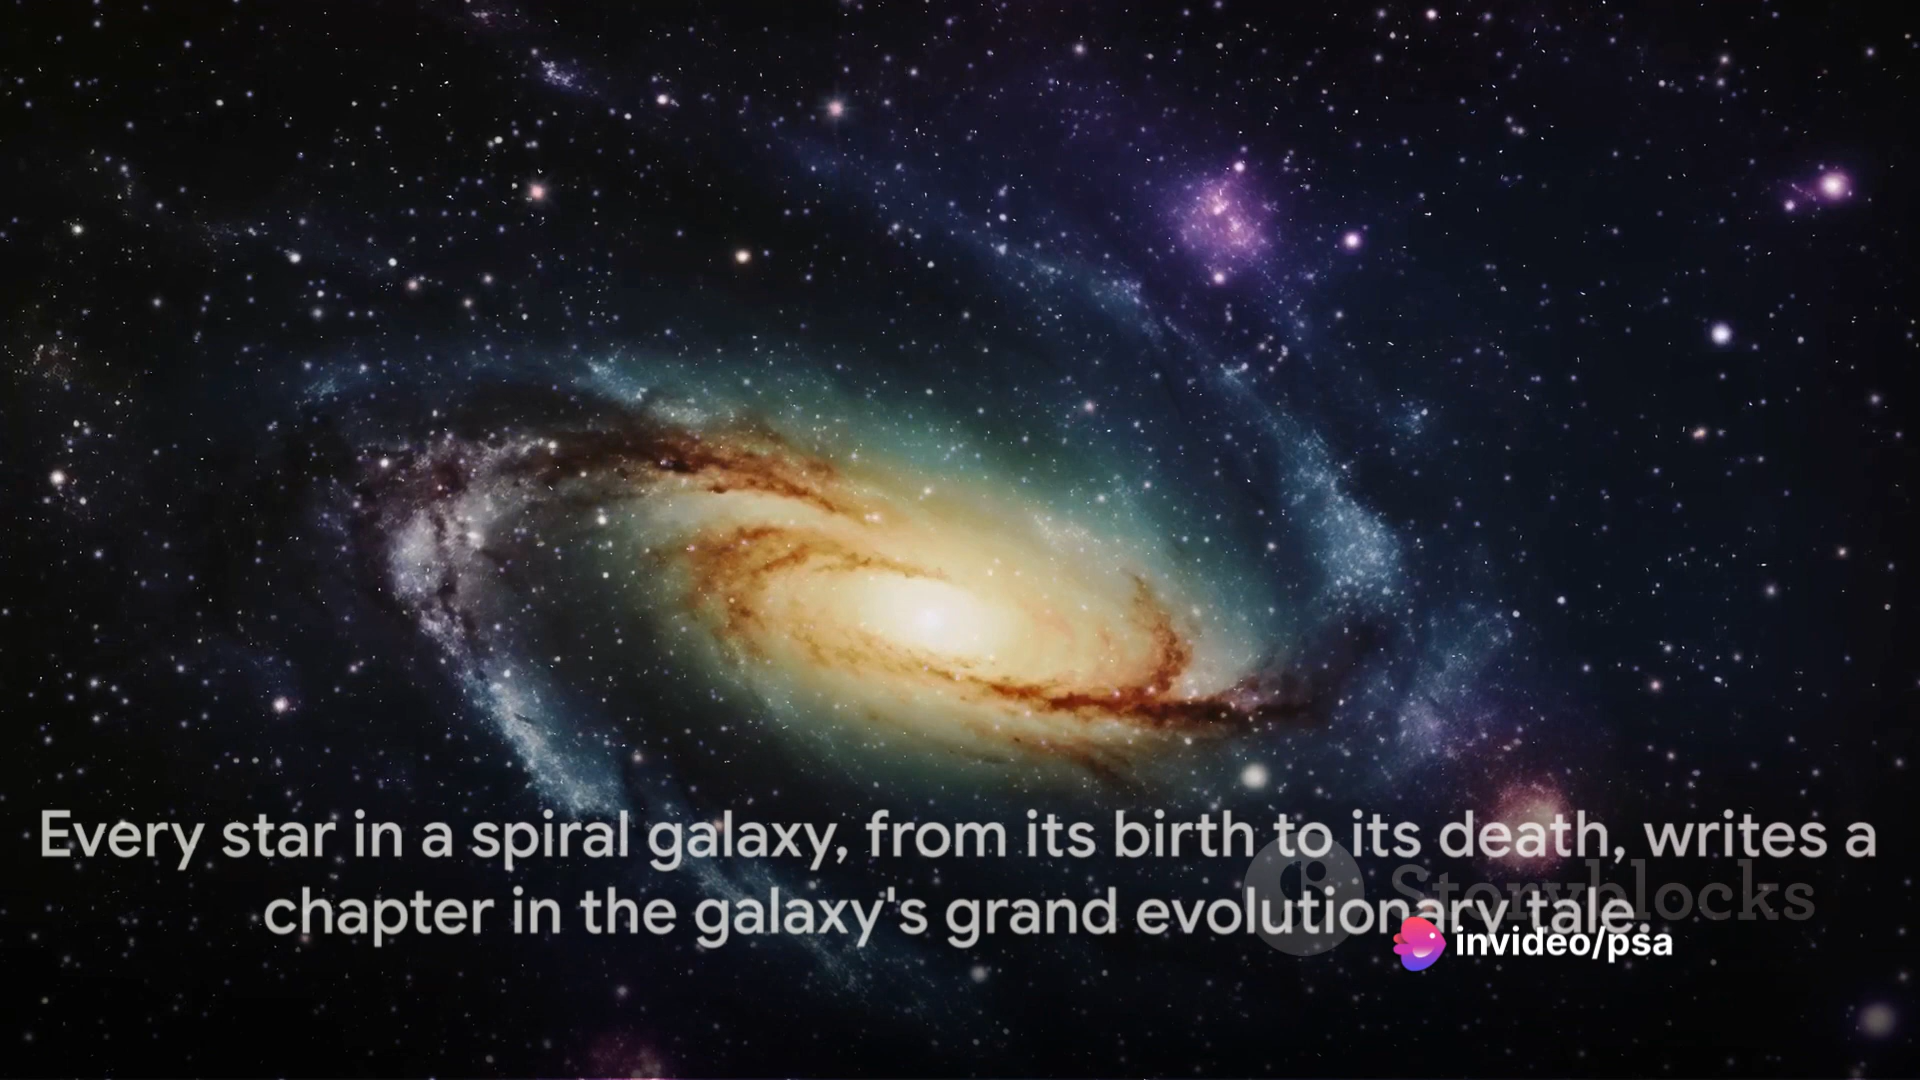 Every star in a spiral galaxy, from its birth to its death, writes a
chapter in the galaxy's grand evolutionary tale.
Storyblocks
invideo/psa